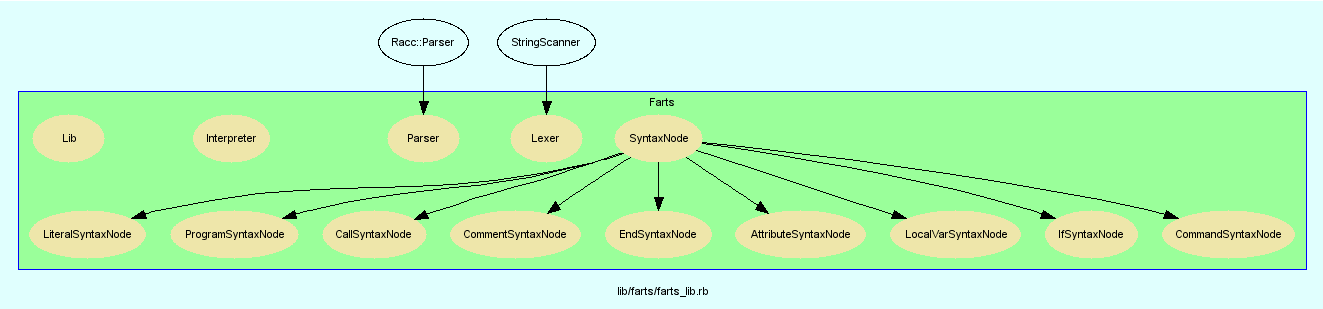 Racc::Parser
StringScanner
Farts
Lib
Interpreter
Parser
Lexer
SyntaxNode
LiteralSyntaxNode
ProgramSyntaxNode
CallSyntaxNode
CommentSyntaxNode
EndSyntaxNode
AttributeSyntaxNode
LocalVarSyntaxNode
IfSyntaxNode
CommandSyntaxNode
lib/farts/farts_lib.rb